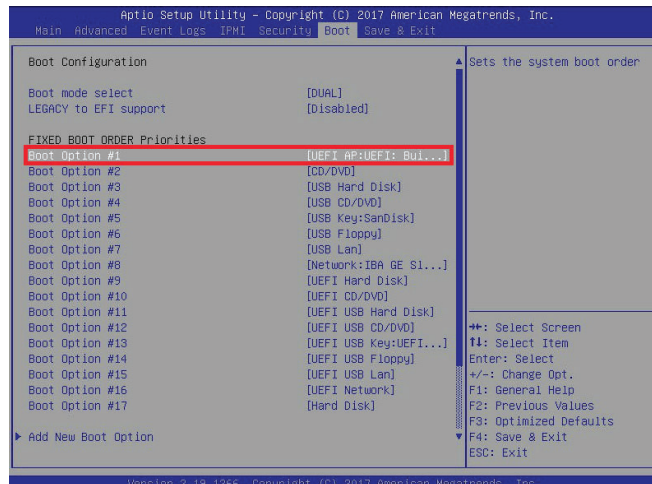 Aptio Setup Utility – Copyright (C) 2017 American Megatrends, Inc.
Main Advanced Event Logs IPMI Security Boot Save & Exit
Boot Configuration
Boot mode select [DUAL]
LEGACY to EFI support [Disabled]
FIXED BOOT ORDER Priorities
Boot Option #1 [UEFI AP:UEFI: Bui...]
Boot Option #2 [CD/DVD]
Boot Option #3 [USB Hard Disk]
Boot Option #4 [USB CD/DVD]
Boot Option #5 [USB Key:SanDisk]
Boot Option #6 [USB Floppy]
Boot Option #7 [USB Lan]
Boot Option #8 [Network:IBA GE Sl...]
Boot Option #9 [UEFI Hard Disk]
Boot Option #10 [UEFI CD/DVD]
Boot Option #11 [UEFI USB Hard Disk]
Boot Option #12 [UEFI USB CD/DVD]
Boot Option #13 [UEFI USB Key:UEFI...]
Boot Option #14 [UEFI USB Floppy]
Boot Option #15 [UEFI USB Lan]
Boot Option #16 [UEFI Network]
Boot Option #17 [Hard Disk]
Add New Boot Option
Sets the system boot order
→←: Select Screen
↑↓: Select Item
Enter: Select
+/-: Change Opt.
F1: General Help
F2: Previous Values
F3: Optimized Defaults
F4: Save & Exit
ESC: Exit
Version 2.19.1266. Copyright (C) 2017 American Megatrends, Inc.